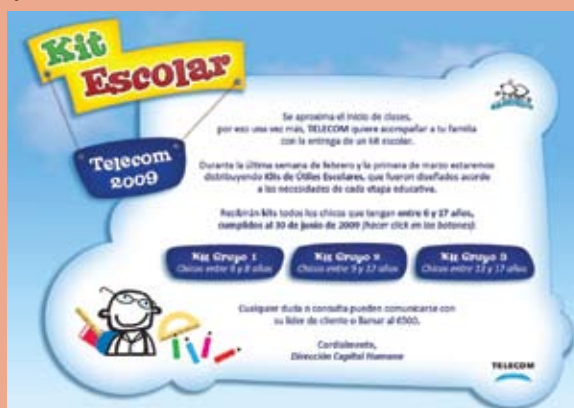 Kit
Escolar
Telecom
2009
Se aproxima el inicio de clases,
por eso una vez más, TELECOM quiere acompañar a tu familia
con la entrega de un kit escolar.
Durante la última semana de febrero y la primera de marzo estaremos
distribuyendo Kits de Útiles Escolares, que fueron diseñados acorde
a las necesidades de cada etapa educativa.
Recibirán kits todos los chicos que tengan entre 6 y 17 años,
cumplidos al 30 de junio de 2009 (hacer click en los botones).
Kit Grupo 1
Chicos entre 6 y 8 años
Kit Grupo 2
Chicos entre 9 y 12 años
Kit Grupo 3
Chicos entre 13 y 17 años
Cualquier duda o consulta pueden comunicarse con
su líder de cliente o llamar al
Cordialmente,
Dirección Capital Humano
TELECOM